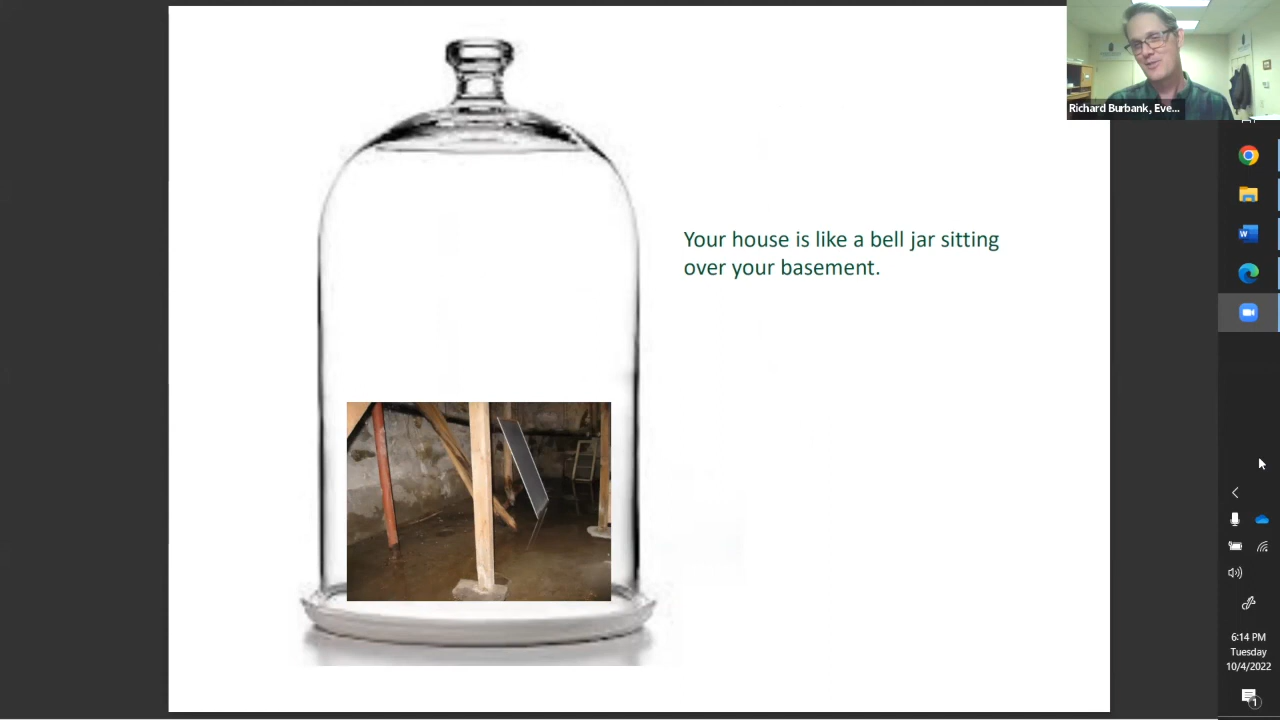 Richard Burbank, Eve...
Your house is like a bell jar sitting
over your basement.
W
6:14 PM
Tuesday
10/4/2022
1